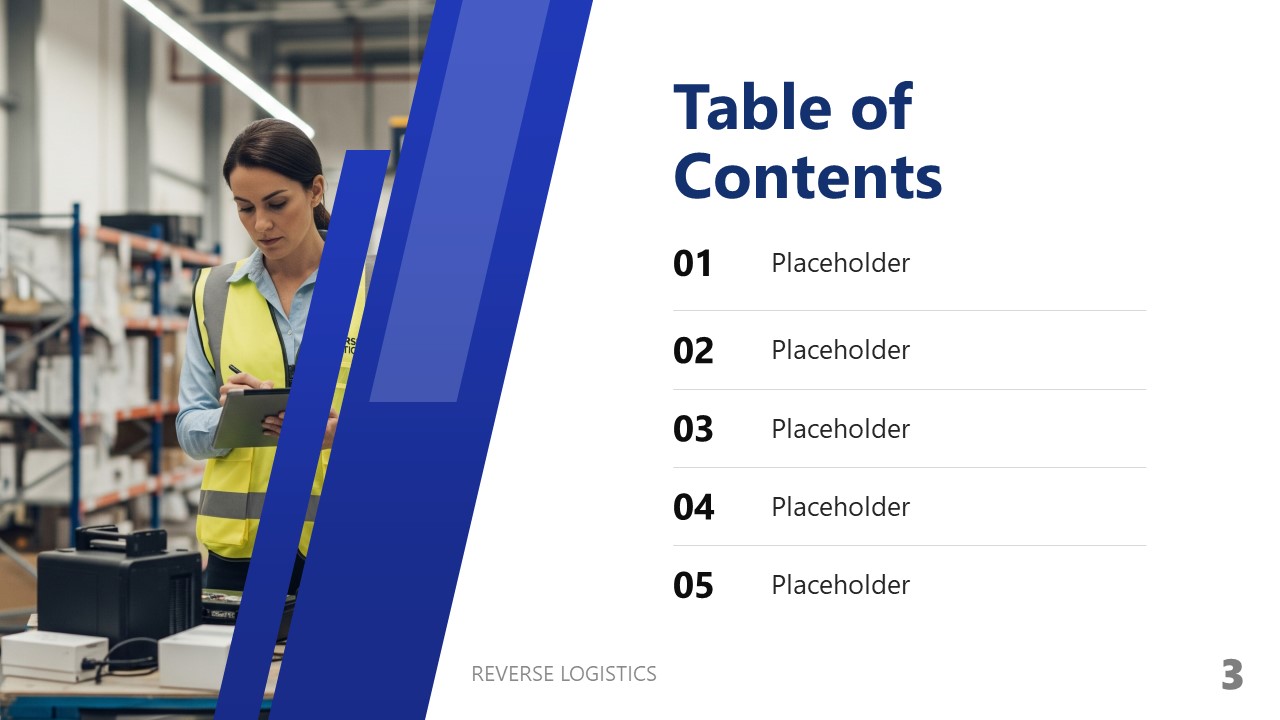 Table of
Contents
01 Placeholder
02 Placeholder
03 Placeholder
04 Placeholder
05 Placeholder
REVERSE LOGISTICS
3